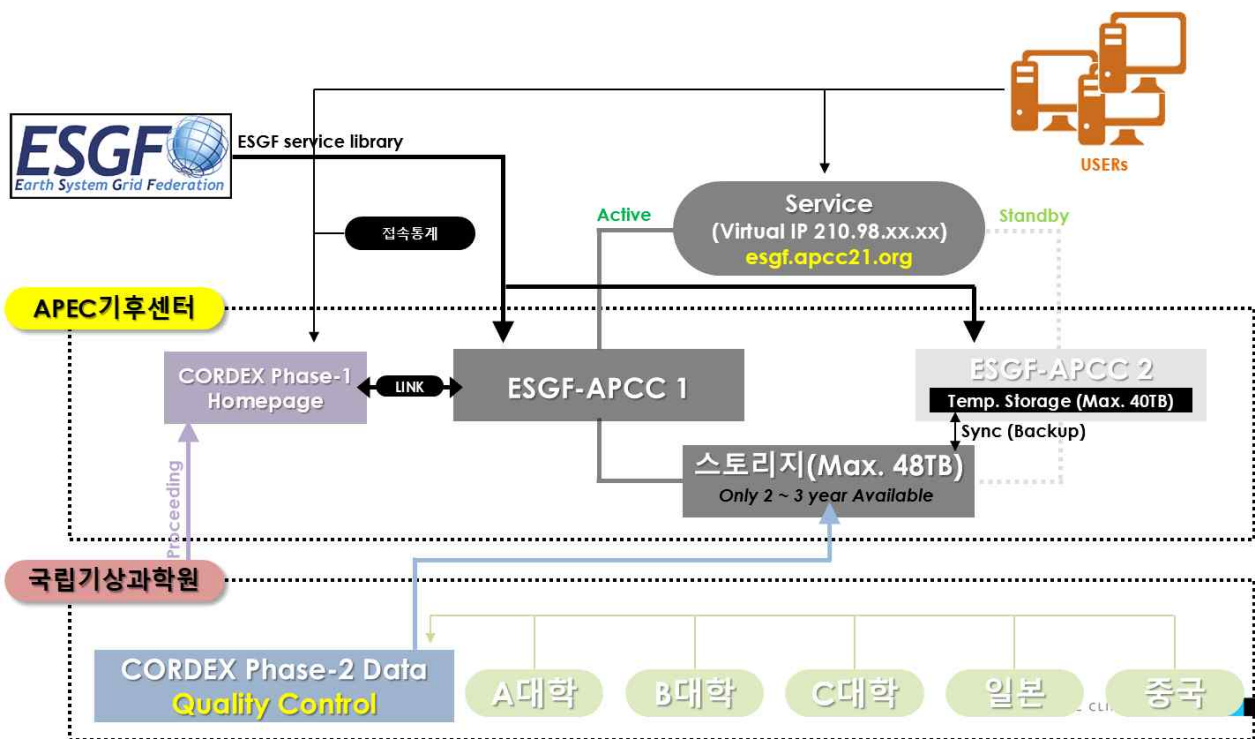 USERs
ESGF
Earth System Grid Federation
ESGF service library
접속통계
Active
Service
(Virtual IP 210.98.xx.xx)
esgf.apcc21.org
Standby
APEC기후센터
CORDEX Phase-1
Homepage
LINK
ESGF-APCC 1
ESGF-APCC 2
Temp. Storage (Max. 40TB)
Sync (Backup)
스토리지(Max. 48TB)
Only 2 ~ 3 year Available
Proceeding
국립기상과학원
CORDEX Phase-2 Data
Quality Control
A대학
B대학
C대학
일본
중국